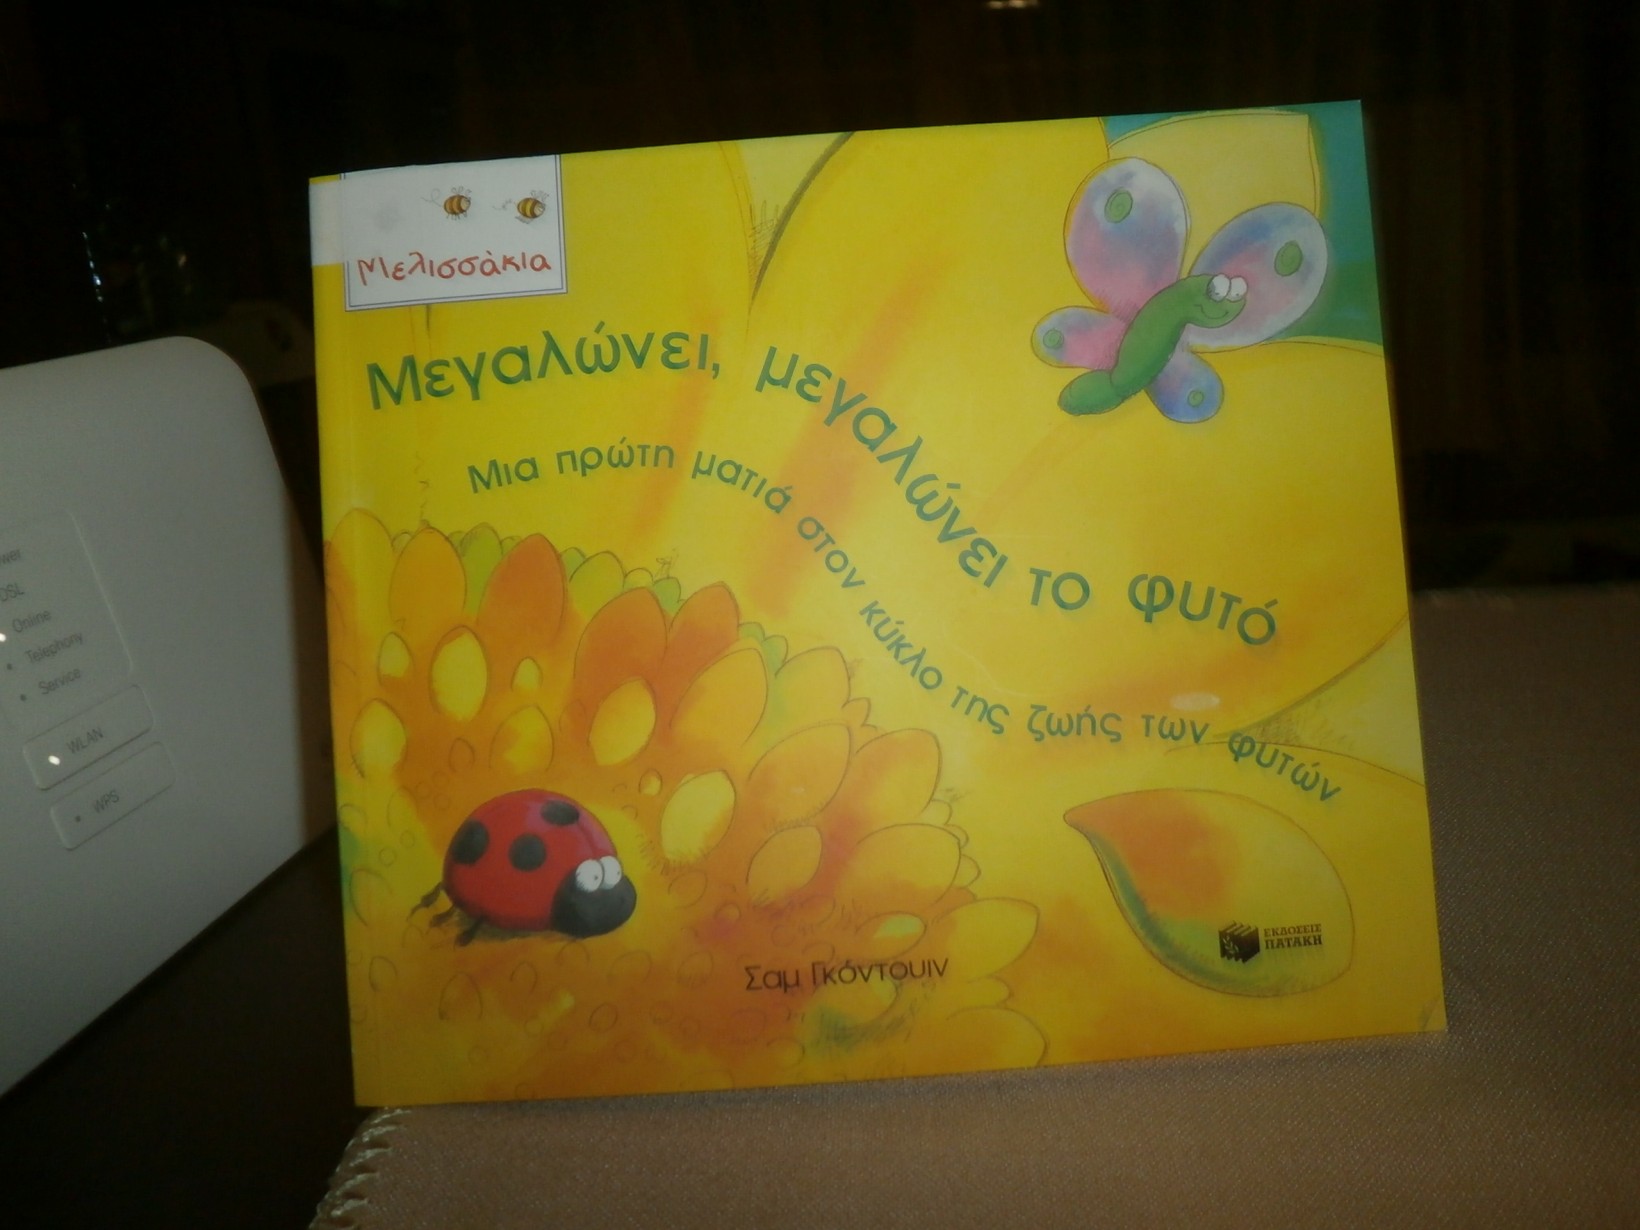 Μελισσάκια
Μεγαλώνει, μεγαλώνει το φυτό
Μια πρώτη ματιά στον κύκλο της ζωής των φυτών
Σαμ Γκόντουιν
ΕΚΔΟΣΕΙΣ
ΠΑΤΑΚΗ
DSL
Online
Telephony
Service
WLAN
WPS